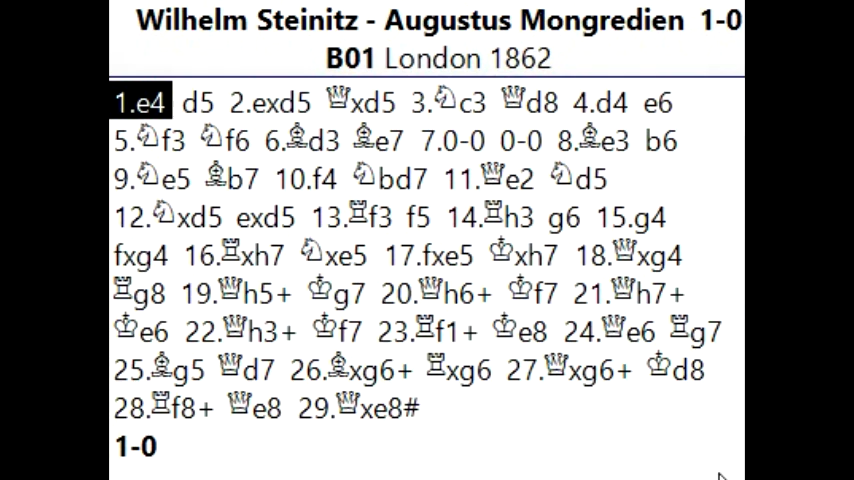 Wilhelm Steinitz - Augustus Mongredien 1-0
B01 London 1862
1.e4 d5 2.exd5 ♕xd5 3.♘c3 ♕d8 4.d4 e6
5.♘f3 ♘f6 6.♗d3 ♗e7 7.0-0 0-0 8.♗e3 b6
9.♘e5 ♗b7 10.f4 ♘bd7 11.♕e2 ♘d5
12.♘xd5 exd5 13.♖f3 f5 14.♖h3 g6 15.g4
fxg4 16.♖xh7 ♘xe5 17.fxe5 ♔xh7 18.♕xg4
♖g8 19.♕h5+ ♔g7 20.♕h6+ ♔f7 21.♕h7+
♔e6 22.♕h3+ ♔f7 23.♖f1+ ♔e8 24.♕e6 ♖g7
25.♗g5 ♕d7 26.♗xg6+ ♖xg6 27.♕xg6+ ♔d8
28.♖f8+ ♕e8 29.♕xe8#
1-0